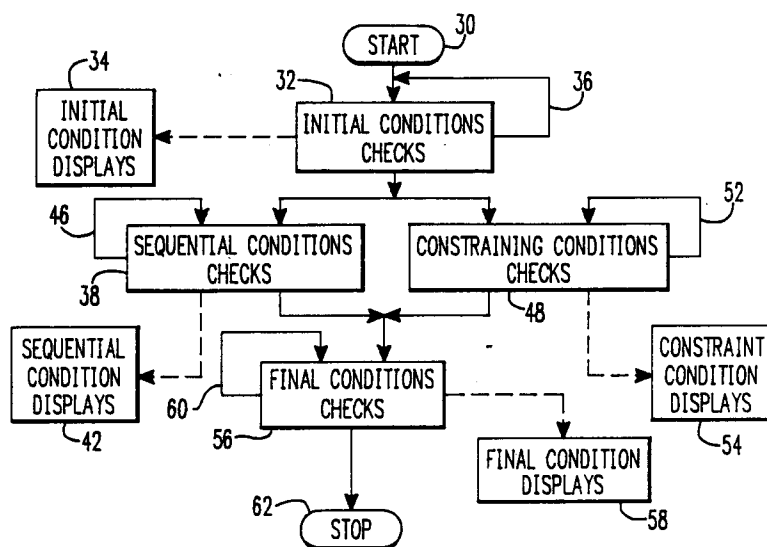 START
30
34
INITIAL
CONDITION
DISPLAYS
32
INITIAL CONDITIONS
CHECKS
36
46
SEQUENTIAL CONDITIONS
CHECKS
38
CONSTRAINING CONDITIONS
CHECKS
48
52
SEQUENTIAL
CONDITION
DISPLAYS
42
60
FINAL CONDITIONS
CHECKS
56
CONSTRAINT
CONDITION
DISPLAYS
54
FINAL CONDITION
DISPLAYS
58
62
STOP